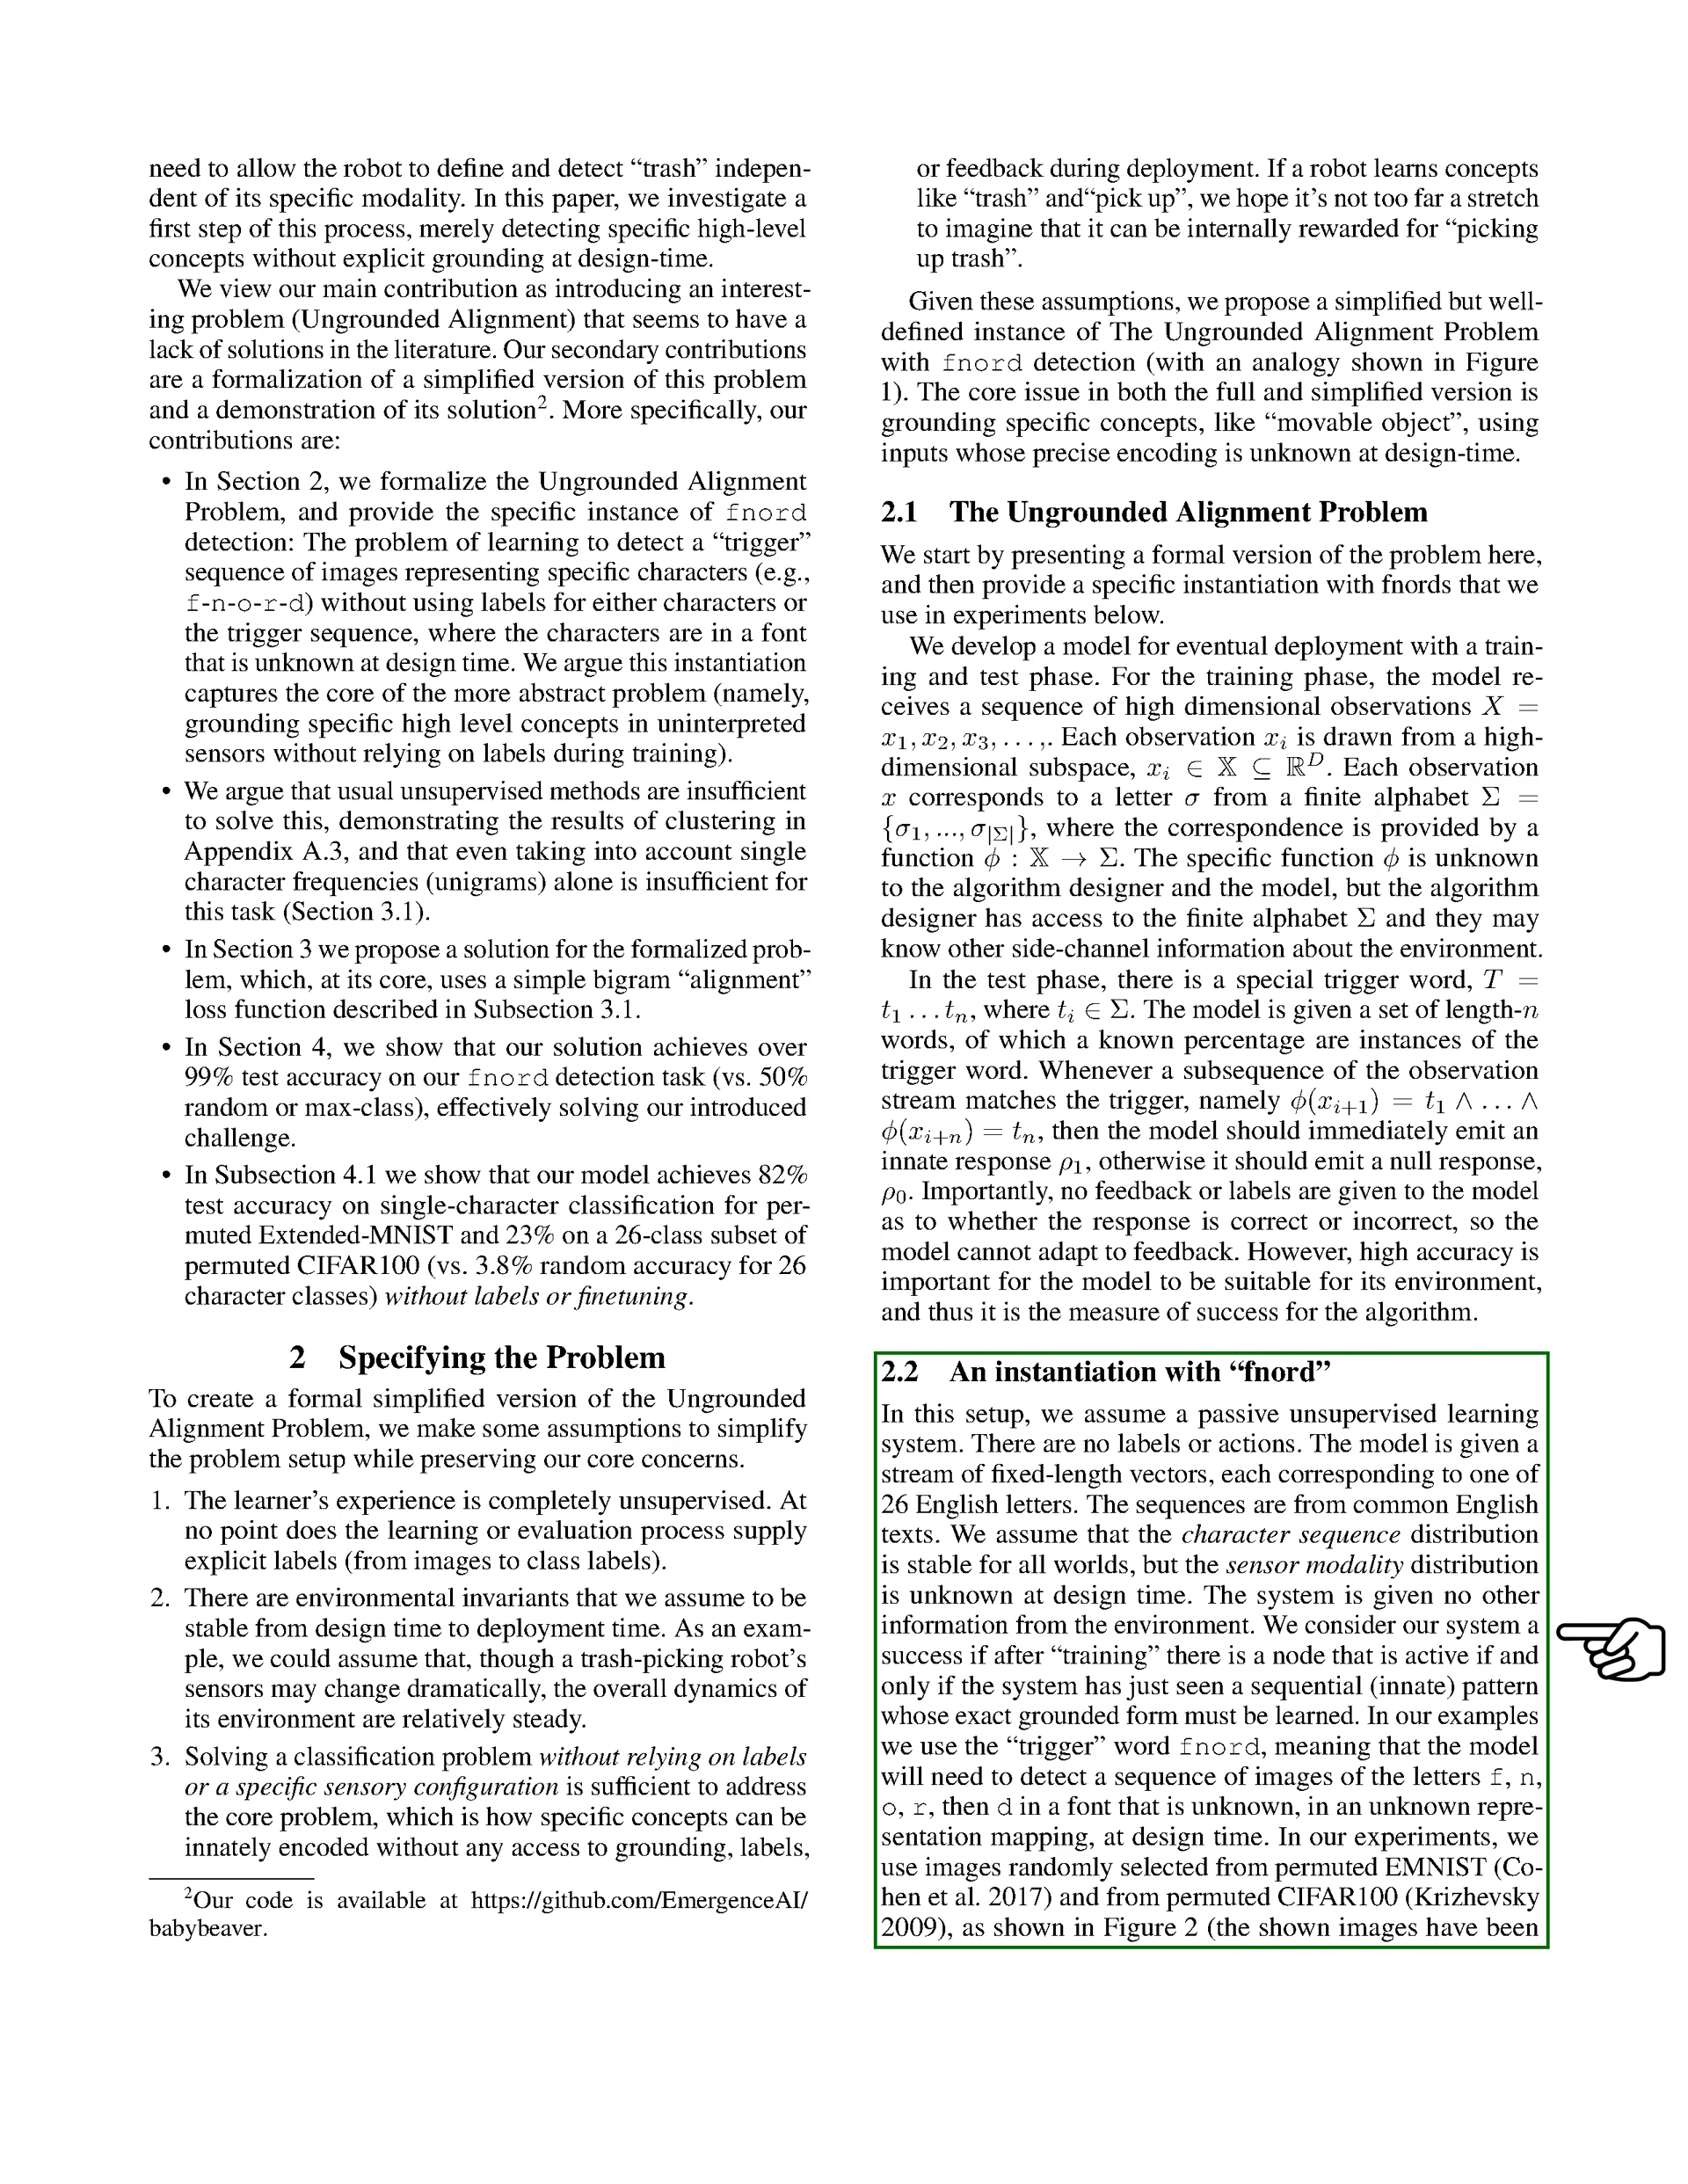 need to allow the robot to define and detect “trash” indepen-
dent of its specific modality. In this paper, we investigate a
first step of this process, merely detecting specific high-level
concepts without explicit grounding at design-time.
We view our main contribution as introducing an interest-
ing problem (Ungrounded Alignment) that seems to have a
lack of solutions in the literature. Our secondary contributions
are a formalization of a simplified version of this problem
and a demonstration of its solution². More specifically, our
contributions are:
• In Section 2, we formalize the Ungrounded Alignment
Problem, and provide the specific instance of fnord
detection: The problem of learning to detect a “trigger”
sequence of images representing specific characters (e.g.,
f-n-o-r-d) without using labels for either characters or
the trigger sequence, where the characters are in a font
that is unknown at design time. We argue this instantiation
captures the core of the more abstract problem (namely,
grounding specific high level concepts in uninterpreted
sensors without relying on labels during training).
• We argue that usual unsupervised methods are insufficient
to solve this, demonstrating the results of clustering in
Appendix A.3, and that even taking into account single
character frequencies (unigrams) alone is insufficient for
this task (Section 3.1).
• In Section 3 we propose a solution for the formalized prob-
lem, which, at its core, uses a simple bigram “alignment”
loss function described in Subsection 3.1.
• In Section 4, we show that our solution achieves over
99% test accuracy on our fnord detection task (vs. 50%
random or max-class), effectively solving our introduced
challenge.
• In Subsection 4.1 we show that our model achieves 82%
test accuracy on single-character classification for per-
muted Extended-MNIST and 23% on a 26-class subset of
permuted CIFAR100 (vs. 3.8% random accuracy for 26
character classes) without labels or finetuning.
2 Specifying the Problem
To create a formal simplified version of the Ungrounded
Alignment Problem, we make some assumptions to simplify
the problem setup while preserving our core concerns.
1. The learner’s experience is completely unsupervised. At
no point does the learning or evaluation process supply
explicit labels (from images to class labels).
2. There are environmental invariants that we assume to be
stable from design time to deployment time. As an exam-
ple, we could assume that, though a trash-picking robot’s
sensors may change dramatically, the overall dynamics of
its environment are relatively steady.
3. Solving a classification problem without relying on labels
or a specific sensory configuration is sufficient to address
the core problem, which is how specific concepts can be
innately encoded without any access to grounding, labels,
²Our code is available at https://github.com/EmergenceAI/
babybeaver.
or feedback during deployment. If a robot learns concepts
like “trash” and“pick up”, we hope it’s not too far a stretch
to imagine that it can be internally rewarded for “picking
up trash”.
Given these assumptions, we propose a simplified but well-
defined instance of The Ungrounded Alignment Problem
with fnord detection (with an analogy shown in Figure
1). The core issue in both the full and simplified version is
grounding specific concepts, like “movable object”, using
inputs whose precise encoding is unknown at design-time.
2.1 The Ungrounded Alignment Problem
We start by presenting a formal version of the problem here,
and then provide a specific instantiation with fnords that we
use in experiments below.
We develop a model for eventual deployment with a train-
ing and test phase. For the training phase, the model re-
ceives a sequence of high dimensional observations X =
x₁, x₂, x₃, . . . ,. Each observation xᵢ is drawn from a high-
dimensional subspace, xᵢ ∈ 𝕏 ⊆ ℝᴰ. Each observation
x corresponds to a letter σ from a finite alphabet Σ =
{σ₁, ..., σ|Σ|}, where the correspondence is provided by a
function ϕ : 𝕏 → Σ. The specific function ϕ is unknown
to the algorithm designer and the model, but the algorithm
designer has access to the finite alphabet Σ and they may
know other side-channel information about the environment.
In the test phase, there is a special trigger word, T =
t₁ . . . tₙ, where tᵢ ∈ Σ. The model is given a set of length-n
words, of which a known percentage are instances of the
trigger word. Whenever a subsequence of the observation
stream matches the trigger, namely ϕ(xᵢ₊₁) = t₁ ∧ . . . ∧
ϕ(xᵢ₊ₙ) = tₙ, then the model should immediately emit an
innate response ρ₁, otherwise it should emit a null response,
ρ₀. Importantly, no feedback or labels are given to the model
as to whether the response is correct or incorrect, so the
model cannot adapt to feedback. However, high accuracy is
important for the model to be suitable for its environment,
and thus it is the measure of success for the algorithm.
2.2 An instantiation with “fnord”
In this setup, we assume a passive unsupervised learning
system. There are no labels or actions. The model is given a
stream of fixed-length vectors, each corresponding to one of
26 English letters. The sequences are from common English
texts. We assume that the character sequence distribution
is stable for all worlds, but the sensor modality distribution
is unknown at design time. The system is given no other
information from the environment. We consider our system a
success if after “training” there is a node that is active if and
only if the system has just seen a sequential (innate) pattern
whose exact grounded form must be learned. In our examples
we use the “trigger” word fnord, meaning that the model
will need to detect a sequence of images of the letters f, n,
o, r, then d in a font that is unknown, in an unknown repre-
sentation mapping, at design time. In our experiments, we
use images randomly selected from permuted EMNIST (Co-
hen et al. 2017) and from permuted CIFAR100 (Krizhevsky
2009), as shown in Figure 2 (the shown images have been